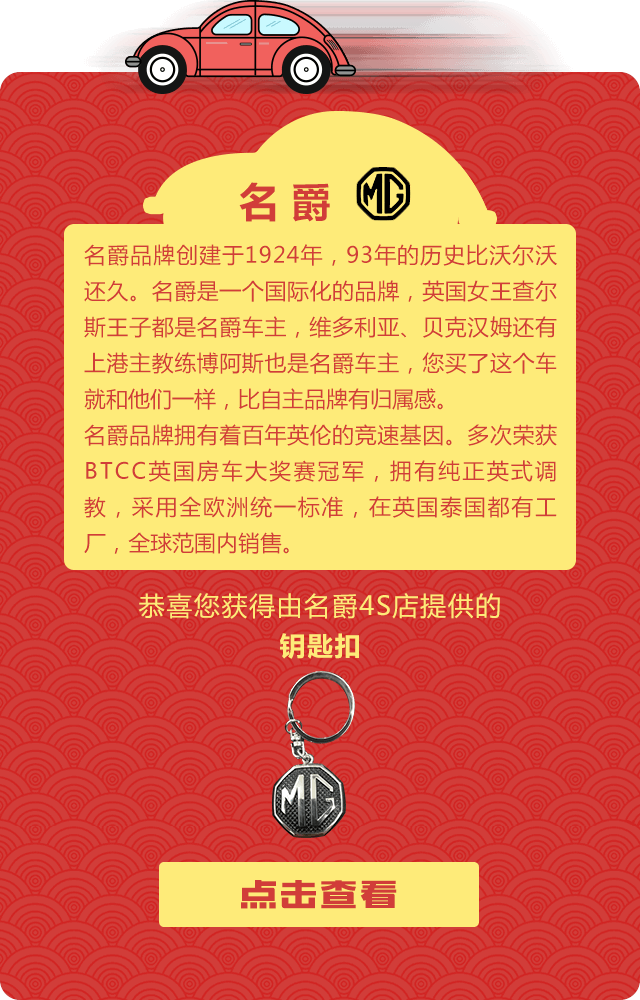 名爵 MG
名爵品牌创建于1924年，93年的历史比沃尔沃
还久。名爵是一个国际化的品牌，英国女王查尔
斯王子都是名爵车主，维多利亚、贝克汉姆还有
上港主教练博阿斯也是名爵车主，您买了这个车
就和他们一样，比自主品牌有归属感。
名爵品牌拥有着百年英伦的竞速基因。多次荣获
BTCC英国房车大奖赛冠军，拥有纯正英式调
教，采用全欧洲统一标准，在英国泰国都有工
厂，全球范围内销售。
恭喜您获得由名爵4S店提供的
钥匙扣
MG
点击查看